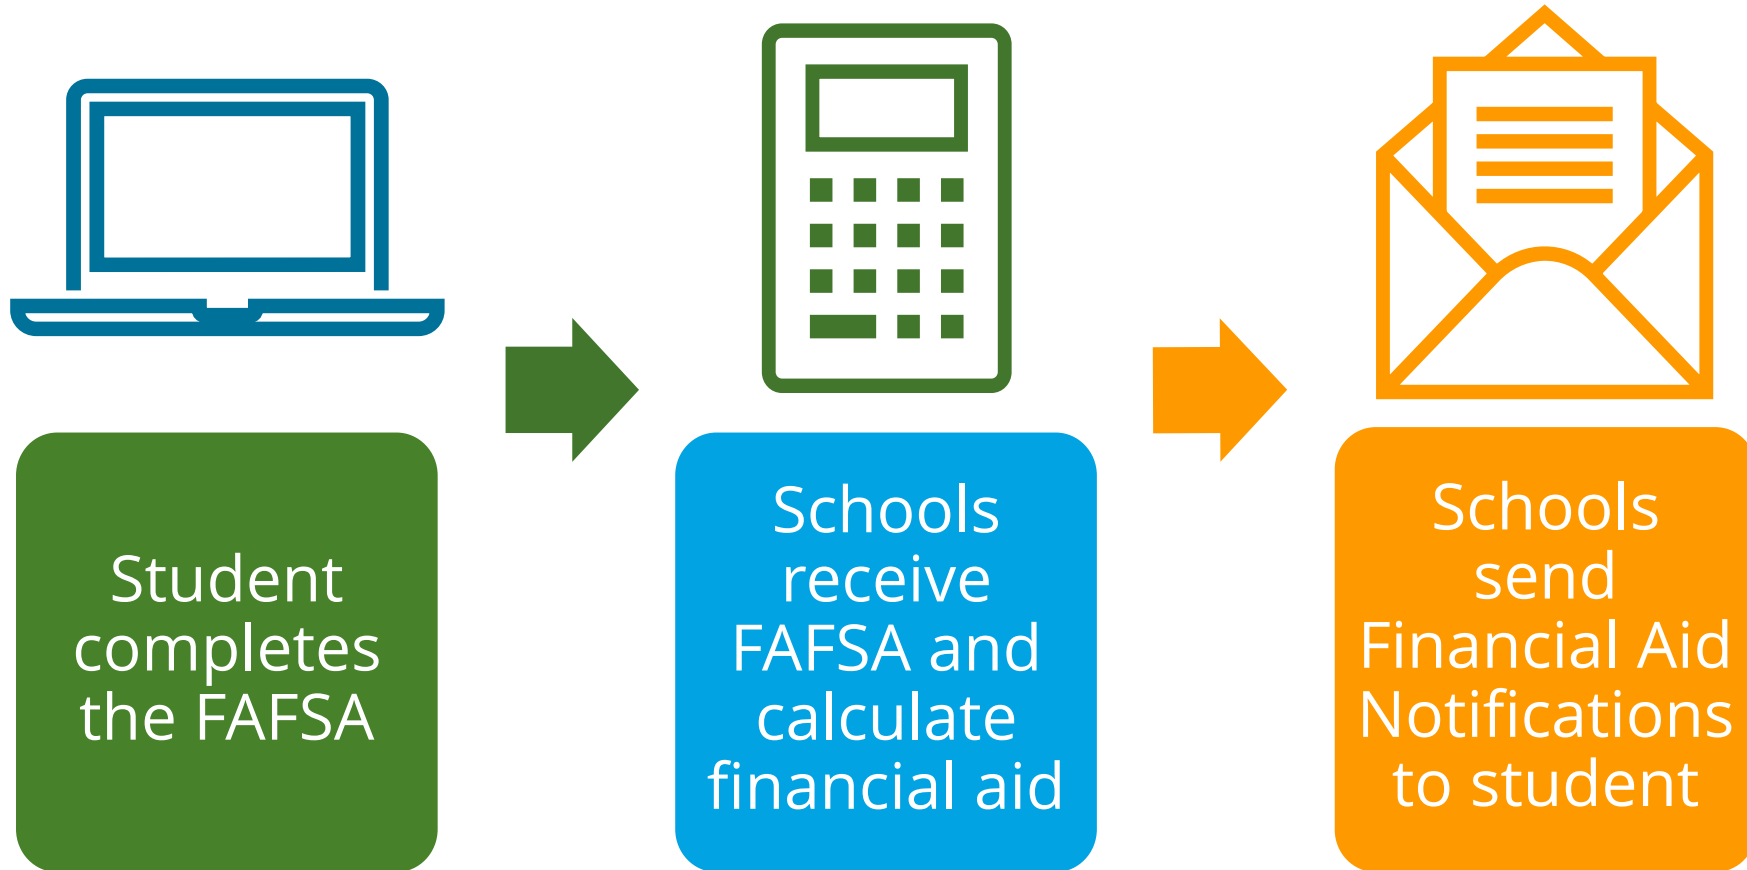 Student
completes
the FAFSA
Schools
receive
FAFSA and
calculate
financial aid
Schools
send
Financial Aid
Notifications
to student